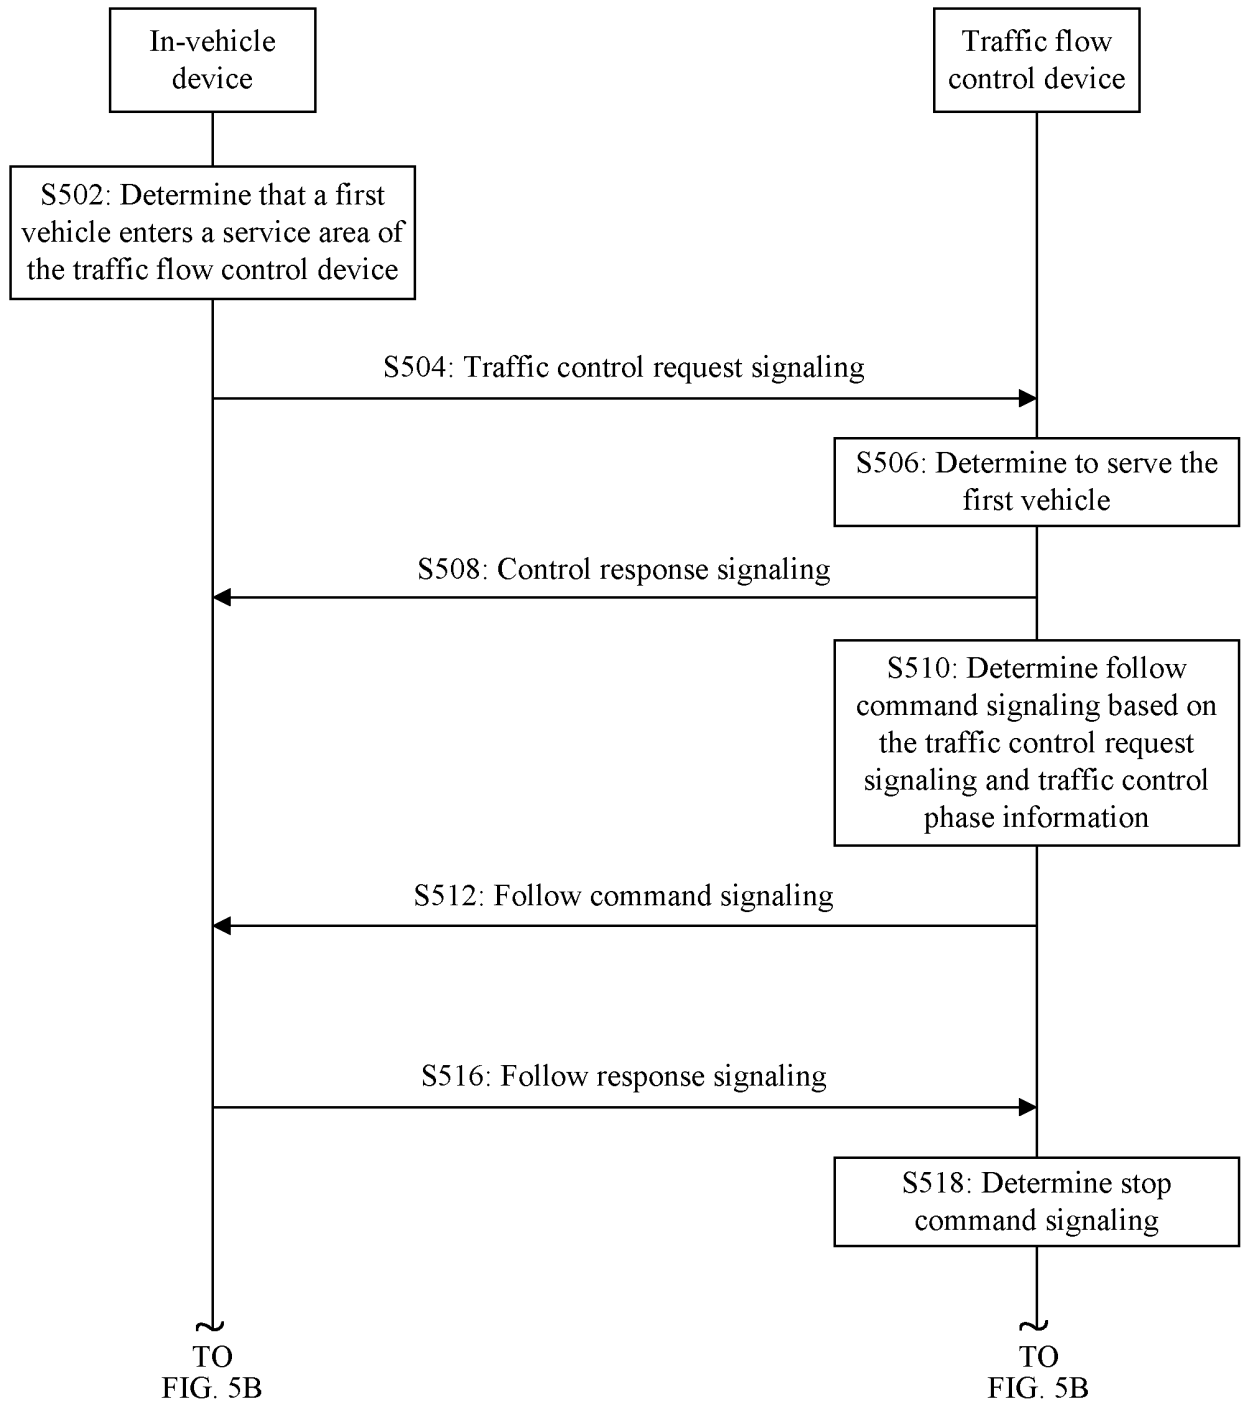 In-vehicle
device
Traffic flow
control device
S502: Determine that a first
vehicle enters a service area of
the traffic flow control device
S504: Traffic control request signaling
S506: Determine to serve the
first vehicle
S508: Control response signaling
S510: Determine follow
command signaling based on
the traffic control request
signaling and traffic control
phase information
S512: Follow command signaling
S516: Follow response signaling
S518: Determine stop
command signaling
TO
FIG. 5B
TO
FIG. 5B